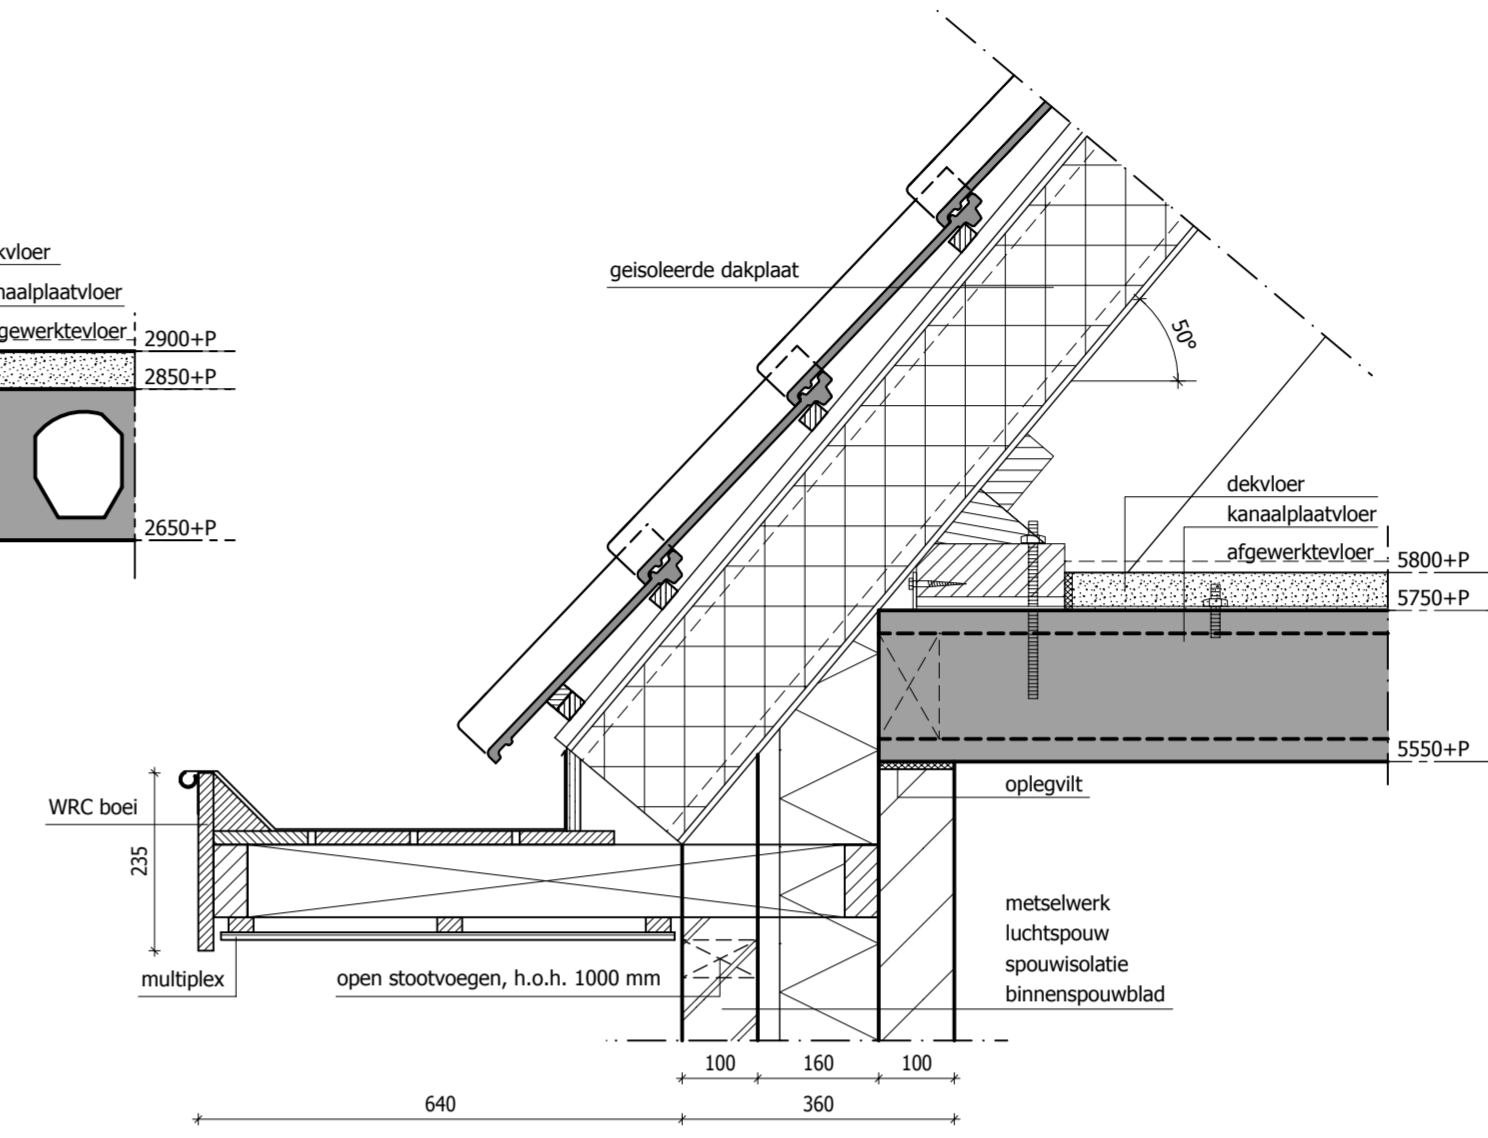 kvloer
naalplaatvloer
gewerktevloer
2900+P
2850+P
2650+P
geisoleerde dakplaat
50°
dekvloer
kanaalplaatvloer
afgewerktevloer
5800+P
5750+P
5550+P
oplegvilt
WRC boei
235
multiplex
open stootvoegen, h.o.h. 1000 mm
metselwerk
luchtspouw
spouwisolatie
binnenspouwblad
100 160 100
640 360